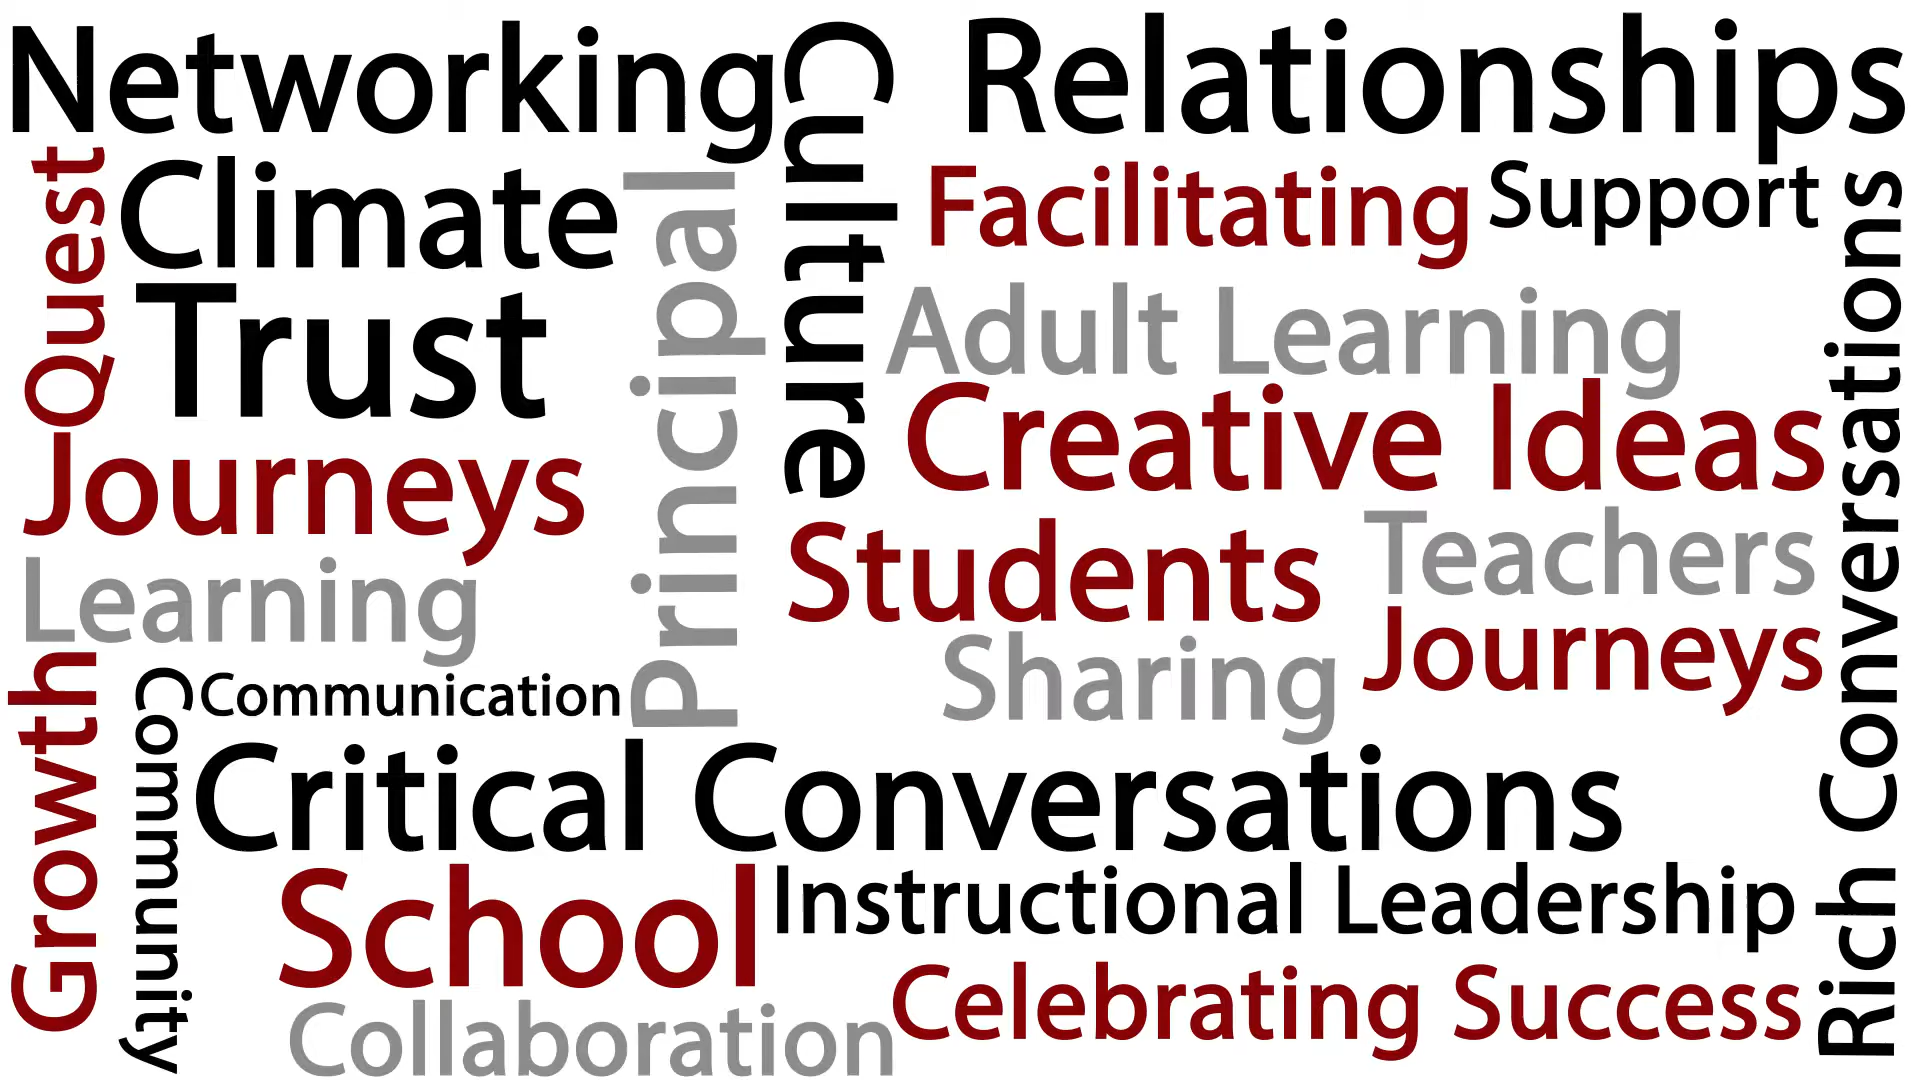 Networking
Culture
Relationships
Quest
Climate
Principal
Facilitating
Support
Rich Conversations
Trust
Adult Learning
Creative Ideas
Journeys
Students
Teachers
Learning
Sharing
Journeys
Growth
Community
Communication
Critical Conversations
School
Instructional Leadership
Celebrating Success
Collaboration